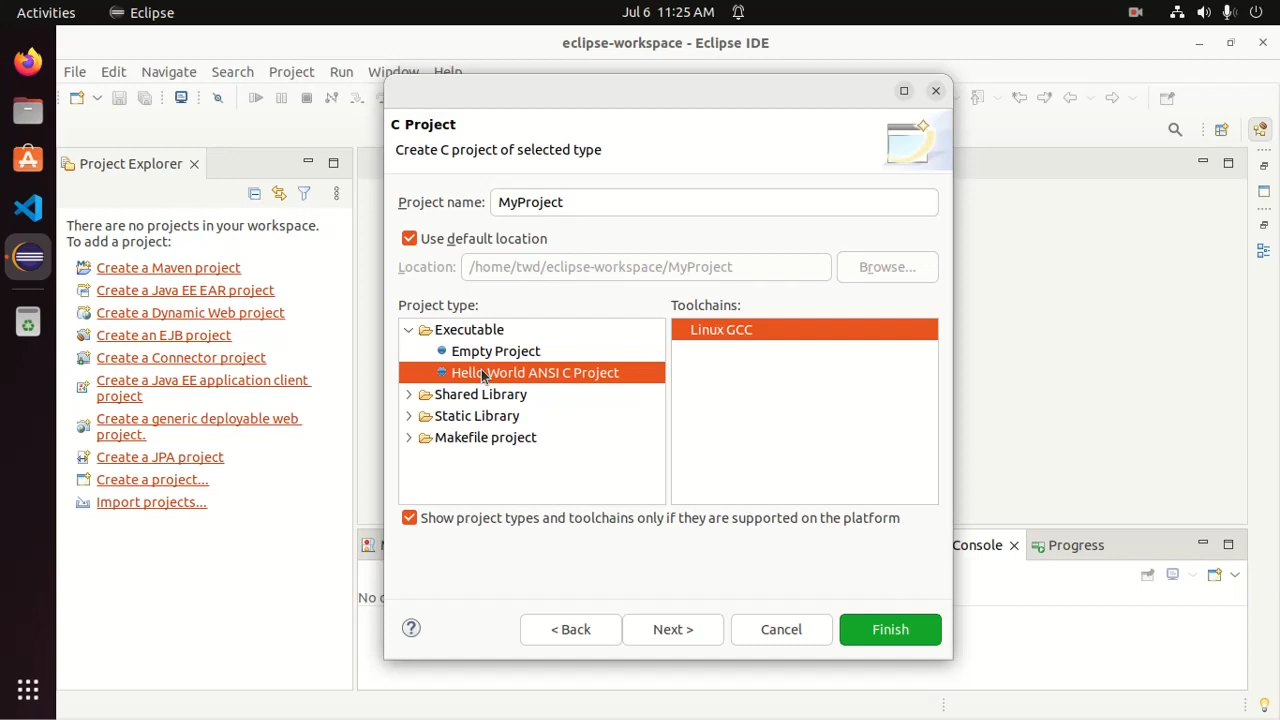 Activities
Eclipse
Jul 6 11:25 AM
eclipse-workspace - Eclipse IDE
File Edit Navigate Search Project Run Window Help
Project Explorer
There are no projects in your workspace.
To add a project:
Create a Maven project
Create a Java EE EAR project
Create a Dynamic Web project
Create an EJB project
Create a Connector project
Create a Java EE application client
project
Create a generic deployable web
project.
Create a JPA project
Create a project...
Import projects...
C Project
Create C project of selected type
Project name: MyProject
Use default location
Location: /home/twd/eclipse-workspace/MyProject Browse...
Project type:
Executable
Empty Project
Hello World ANSI C Project
Shared Library
Static Library
Makefile project
Toolchains:
Linux GCC
Show project types and toolchains only if they are supported on the platform
< Back
Next >
Cancel
Finish
Console
Progress
No